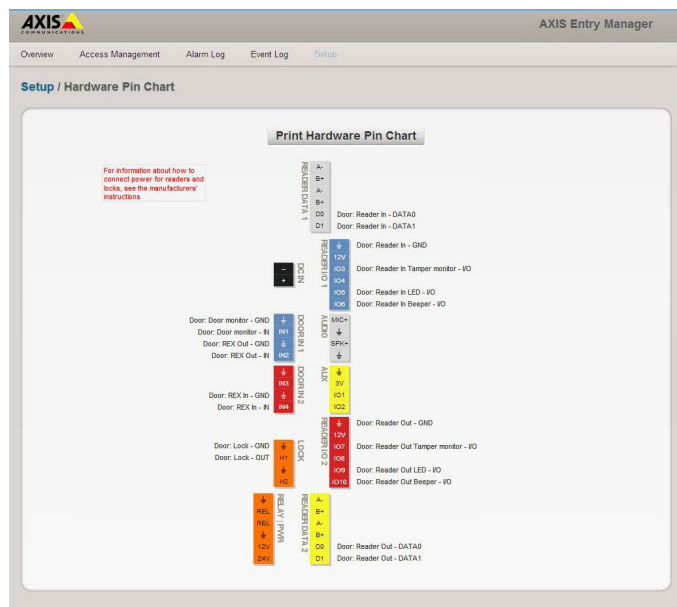 AXIS
COMMUNICATIONS
AXIS Entry Manager
Overview Access Management Alarm Log Event Log Setup
Setup / Hardware Pin Chart
Print Hardware Pin Chart
For information about how to
connect power for readers and
locks, see the manufacturers'
instructions
READER DATA 1
A-
B+
A-
B+
D0 Door: Reader In - DATA0
D1 Door: Reader In - DATA1
DC IN
-
+
READER I/O 1
Door: Reader In - GND
12V
IO3 Door: Reader In Tamper monitor - I/O
IO4
IO5 Door: Reader In LED - I/O
IO6 Door: Reader In Beeper - I/O
DOOR IN 1
Door: Door monitor - GND
Door: Door monitor - IN IN1
Door: REX Out - GND
Door: REX Out - IN IN2
AUDIO
MIC+
SPK+
DOOR IN 2
IN3
Door: REX In - GND
Door: REX In - IN IN4
AUX
3V
IO1
IO2
LOCK
Door: Lock - GND
Door: Lock - OUT H1
H2
READER I/O 2
Door: Reader Out - GND
12V
IO7 Door: Reader Out Tamper monitor - I/O
IO8
IO9 Door: Reader Out LED - I/O
IO10 Door: Reader Out Beeper - I/O
RELAY | PWR
REL
REL
12V
24V
READER DATA 2
A-
B+
A-
B+
D0 Door: Reader Out - DATA0
D1 Door: Reader Out - DATA1